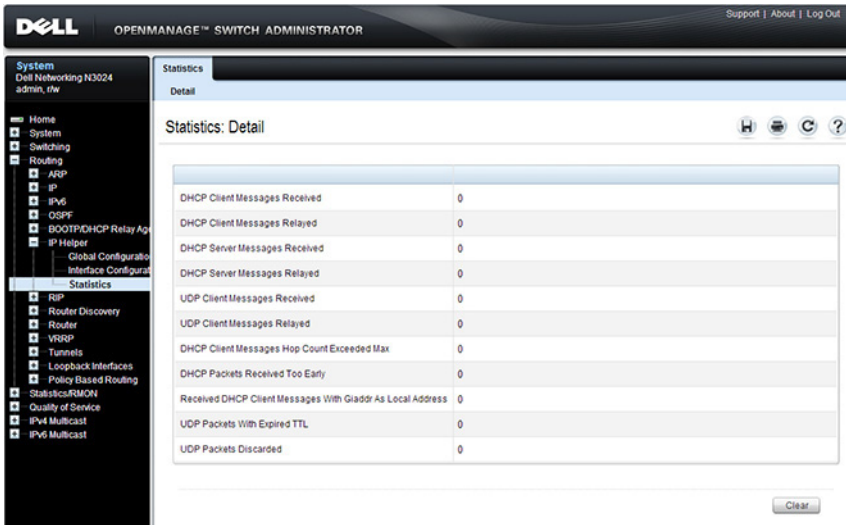 DELL
OPENMANAGE™ SWITCH ADMINISTRATOR
Support | About | Log Out
System
Dell Networking N3024
admin, r/w
Home
System
Switching
Routing
ARP
IP
IPv6
OSPF
BOOTP/DHCP Relay Age
IP Helper
Global Configuratio
Interface Configurat
Statistics
RIP
Router Discovery
Router
VRRP
Tunnels
Loopback Interfaces
Policy Based Routing
Statistics/RMON
Quality of Service
IPv4 Multicast
IPv6 Multicast
Statistics
Detail
Statistics: Detail
DHCP Client Messages Received 0
DHCP Client Messages Relayed 0
DHCP Server Messages Received 0
DHCP Server Messages Relayed 0
UDP Client Messages Received 0
UDP Client Messages Relayed 0
DHCP Client Messages Hop Count Exceeded Max 0
DHCP Packets Received Too Early 0
Received DHCP Client Messages With Giaddr As Local Address 0
UDP Packets With Expired TTL 0
UDP Packets Discarded 0
Clear